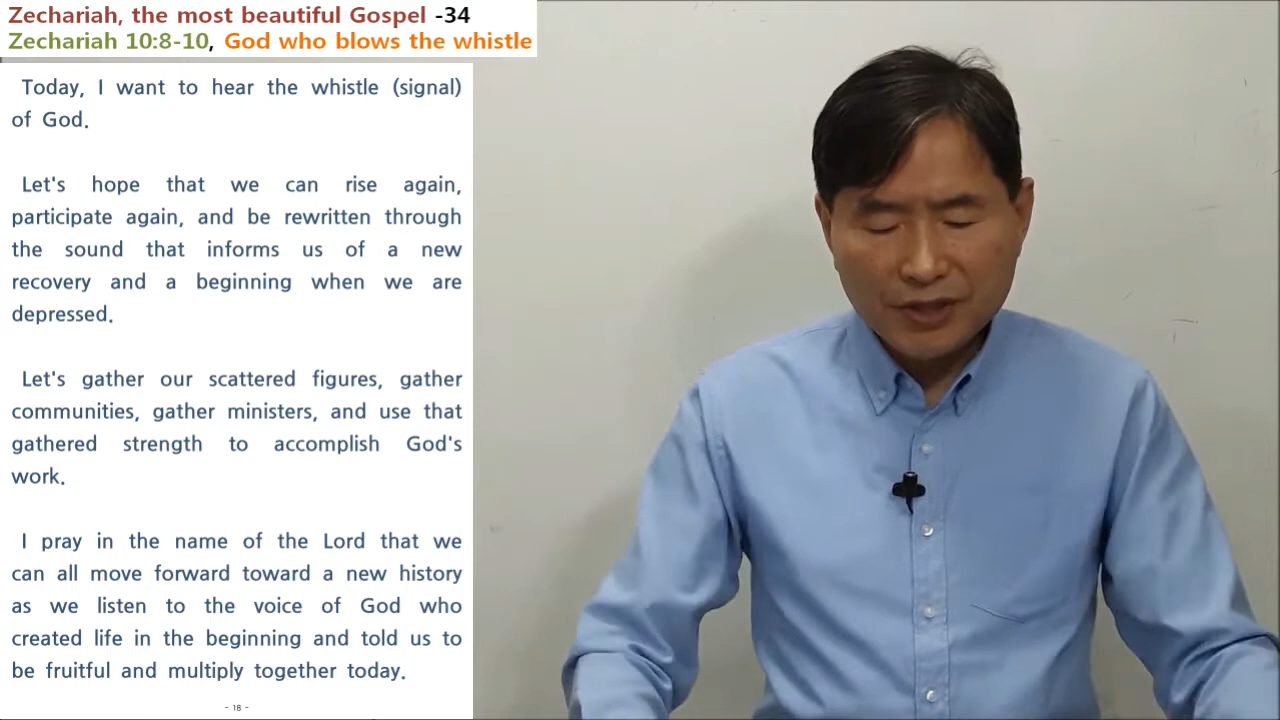 Zechariah, the most beautiful Gospel -34
Zechariah 10:8-10, God who blows the whistle
Today, I want to hear the whistle (signal)
of God.
Let's hope that we can rise again,
participate again, and be rewritten through
the sound that informs us of a new
recovery and a beginning when we are
depressed.
Let's gather our scattered figures, gather
communities, gather ministers, and use that
gathered strength to accomplish God's
work.
I pray in the name of the Lord that we
can all move forward toward a new history
as we listen to the voice of God who
created life in the beginning and told us to
be fruitful and multiply together today.
- 18 -